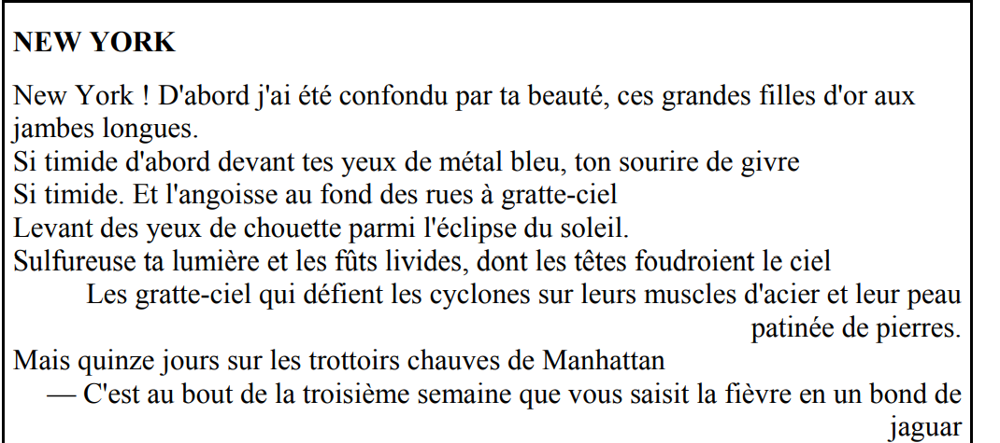 NEW YORK
New York ! D'abord j'ai été confondu par ta beauté, ces grandes filles d'or aux
jambes longues.
Si timide d'abord devant tes yeux de métal bleu, ton sourire de givre
Si timide. Et l'angoisse au fond des rues à gratte-ciel
Levant des yeux de chouette parmi l'éclipse du soleil.
Sulfureuse ta lumière et les fûts livides, dont les têtes foudroient le ciel
Les gratte-ciel qui défient les cyclones sur leurs muscles d'acier et leur peau
patinée de pierres.
Mais quinze jours sur les trottoirs chauves de Manhattan
— C'est au bout de la troisième semaine que vous saisit la fièvre en un bond de
jaguar